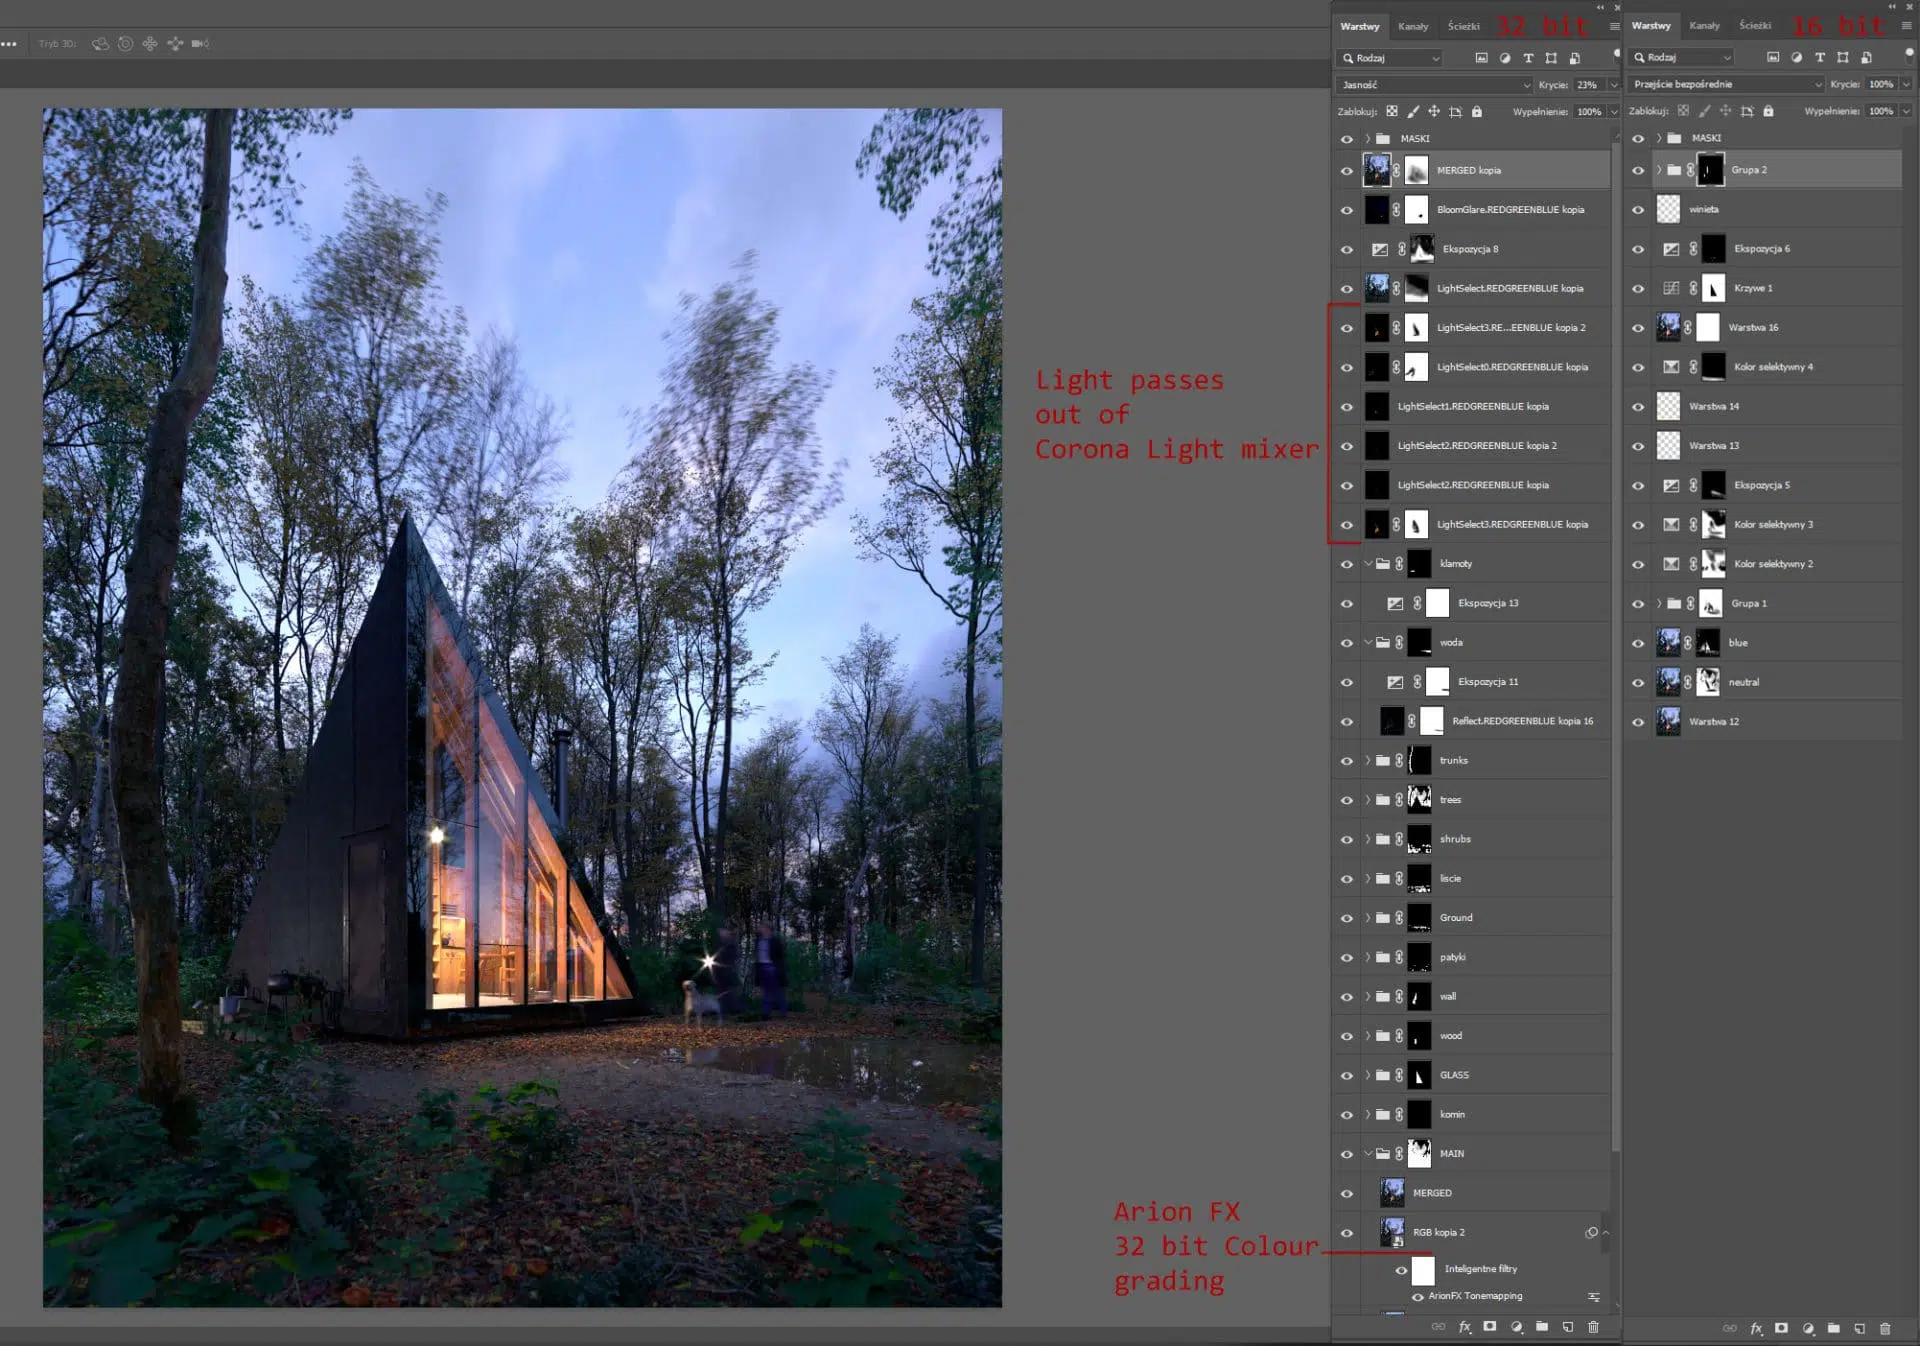 Tryb 3D:
Warstwy Kanały Ścieżki 32 bit
Rodzaj
Jasność Krycie: 23%
Zablokuj: Wypełnienie: 100%
MASKI
MERGED kopia
BloomGlare.REDGREENBLUE kopia
Ekspozycja 8
LightSelect.REDGREENBLUE kopia
LightSelect3.RE...EENBLUE kopia 2
LightSelect0.REDGREENBLUE kopia
LightSelect1.REDGREENBLUE kopia
LightSelect2.REDGREENBLUE kopia 2
LightSelect2.REDGREENBLUE kopia
LightSelect3.REDGREENBLUE kopia
klamoty
Ekspozycja 13
woda
Ekspozycja 11
Reflect.REDGREENBLUE kopia 16
trunks
trees
shrubs
liscie
Ground
patyki
wall
wood
GLASS
komin
MAIN
MERGED
RGB kopia 2
Inteligentne filtry
ArionFX Tonemapping
fx
Warstwy Kanały Ścieżki 16 bit
Rodzaj
Przejście bezpośrednie Krycie: 100%
Zablokuj: Wypełnienie: 100%
MASKI
Grupa 2
winieta
Ekspozycja 6
Krzywe 1
Warstwa 16
Kolor selektywny 4
Warstwa 14
Warstwa 13
Ekspozycja 5
Kolor selektywny 3
Kolor selektywny 2
Grupa 1
blue
neutral
Warstwa 12
fx
Light passes
out of
Corona Light mixer
Arion FX
32 bit Colour
grading